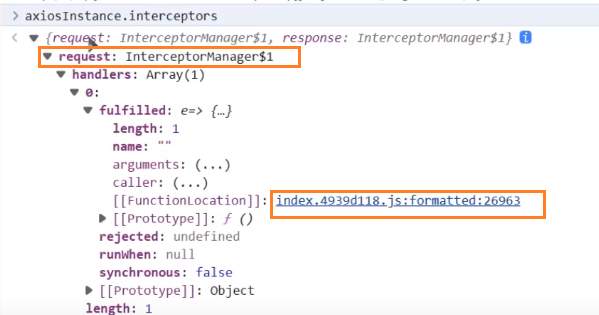 axiosInstance.interceptors
{request: InterceptorManager$1, response: InterceptorManager$1}
request: InterceptorManager$1
handlers: Array(1)
0:
fulfilled: e=> {…}
length: 1
name: ""
arguments: (...)
caller: (...)
[[FunctionLocation]]: index.4939d118.js:formatted:26963
[[Prototype]]: ƒ ()
rejected: undefined
runWhen: null
synchronous: false
[[Prototype]]: Object
length: 1